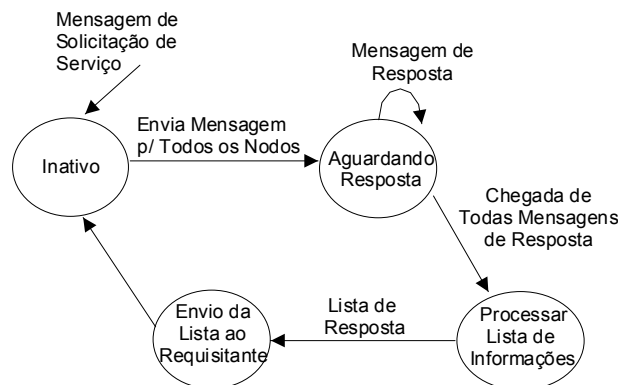 Mensagem de
Solicitação de
Serviço
Mensagem de
Resposta
Envia Mensagem
p/ Todos os Nodos
Inativo
Aguardando
Resposta
Chegada de
Todas Mensagens
de Resposta
Envio da
Lista ao
Requisitante
Lista de
Resposta
Processar
Lista de
Informações